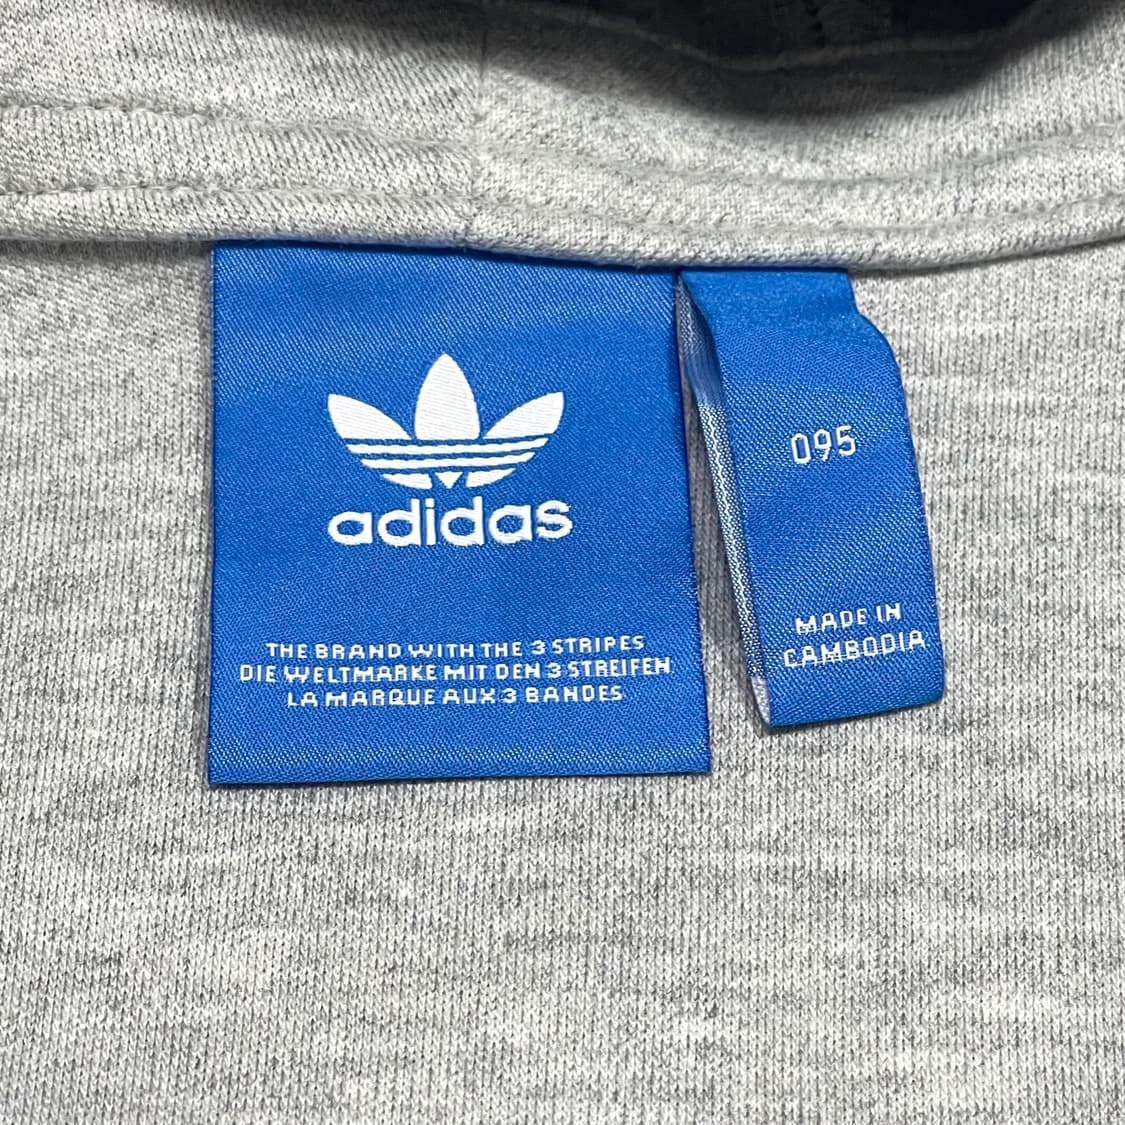 adidas
THE BRAND WITH THE 3 STRIPES
DIE WELTMARKE MIT DEN 3 STREIFEN
LA MARQUE AUX 3 BANDES
095
MADE IN
CAMBODIA